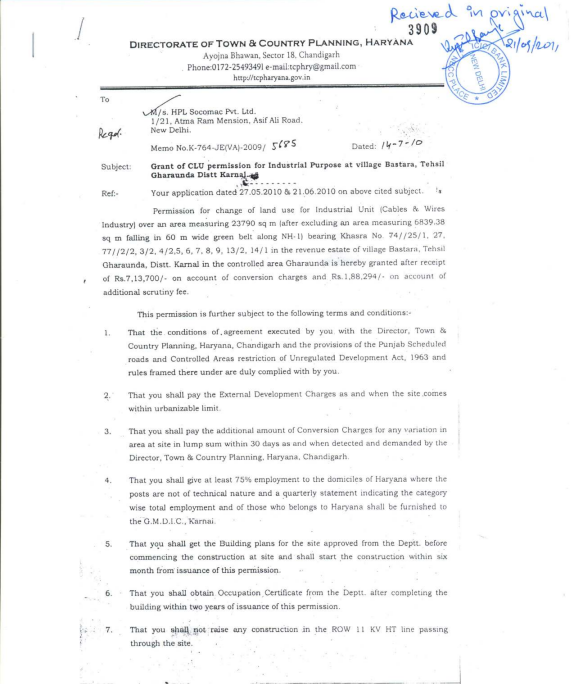 Recieved in original
3909
21/09/2011
ICICI BANK LIMITED
NEW DELHI
PLACE
DIRECTORATE OF TOWN & COUNTRY PLANNING, HARYANA
Ayojna Bhawan, Sector 18, Chandigarh
Phone:0172-25493491 e-mail:tcphry@gmail.com
http://tcpharyana.gov.in
To
M/s. HPL Socomac Pvt. Ltd.
1/21, Atma Ram Mension, Asif Ali Road.
New Delhi.
Regd.
Memo No.K-764-JE(VA)-2009/ 5685 Dated: 14-7-10
Subject: Grant of CLU permission for Industrial Purpose at village Bastara, Tehsil
Gharaunda Distt Karnal
Ref:- Your application dated 27.05.2010 & 21.06.2010 on above cited subject.
Permission for change of land use for Industrial Unit (Cables & Wires
Industry) over an area measuring 23790 sq m (after excluding an area measuring 6839.38
sq m falling in 60 m wide green belt along NH-1) bearing Khasra No. 74//25/1, 27,
77//2/2, 3/2, 4/2,5, 6, 7, 8, 9, 13/2, 14/1 in the revenue estate of village Bastara, Tehsil
Gharaunda, Distt. Karnal in the controlled area Gharaunda is hereby granted after receipt
of Rs.7,13,700/- on account of conversion charges and Rs.1,88,294/- on account of
additional scrutiny fee.
This permission is further subject to the following terms and conditions:-
1. That the conditions of agreement executed by you with the Director, Town &
Country Planning, Haryana, Chandigarh and the provisions of the Punjab Scheduled
roads and Controlled Areas restriction of Unregulated Development Act, 1963 and
rules framed there under are duly complied with by you.
2. That you shall pay the External Development Charges as and when the site comes
within urbanizable limit.
3. That you shall pay the additional amount of Conversion Charges for any variation in
area at site in lump sum within 30 days as and when detected and demanded by the
Director, Town & Country Planning, Haryana, Chandigarh.
4. That you shall give at least 75% employment to the domiciles of Haryana where the
posts are not of technical nature and a quarterly statement indicating the category
wise total employment and of those who belongs to Haryana shall be furnished to
the G.M.D.I.C., Karnal.
5. That you shall get the Building plans for the site approved from the Deptt. before
commencing the construction at site and shall start the construction within six
month from issuance of this permission.
6. That you shall obtain Occupation Certificate from the Deptt. after completing the
building within two years of issuance of this permission.
7. That you shall not raise any construction in the ROW 11 KV HT line passing
through the site.